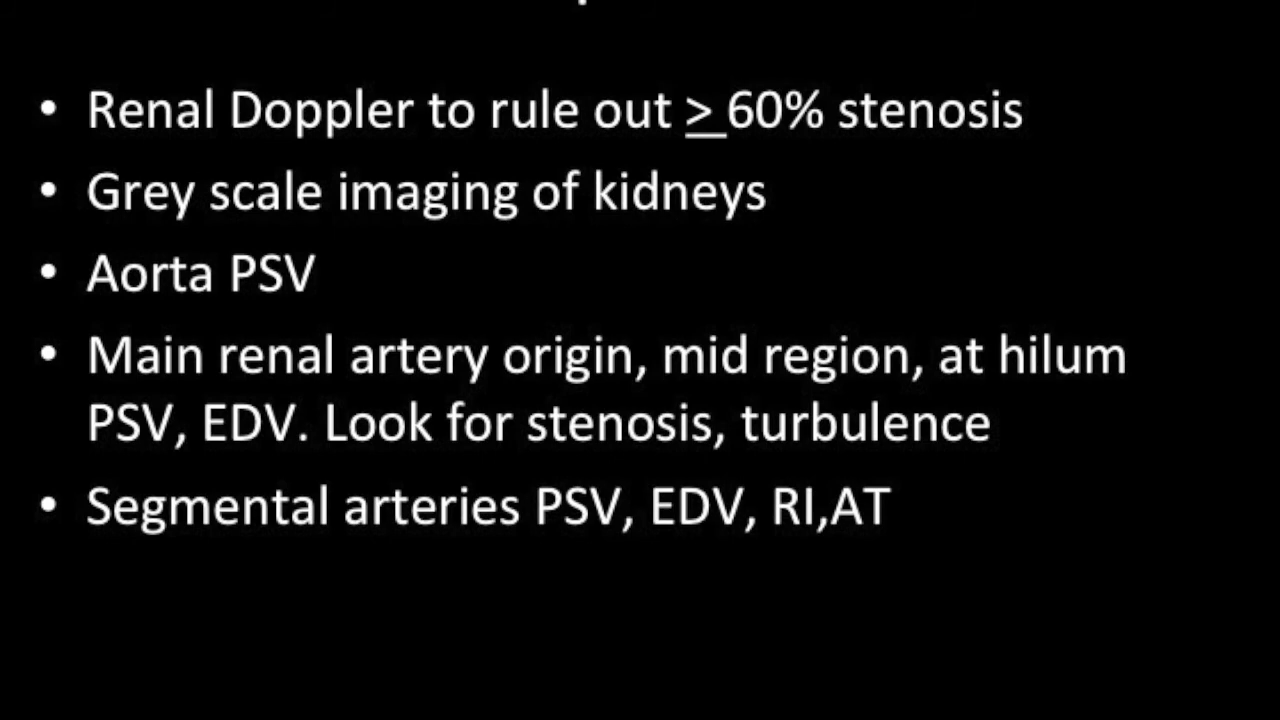 • Renal Doppler to rule out > 60% stenosis
• Grey scale imaging of kidneys
• Aorta PSV
• Main renal artery origin, mid region, at hilum
PSV, EDV. Look for stenosis, turbulence
• Segmental arteries PSV, EDV, RI,AT